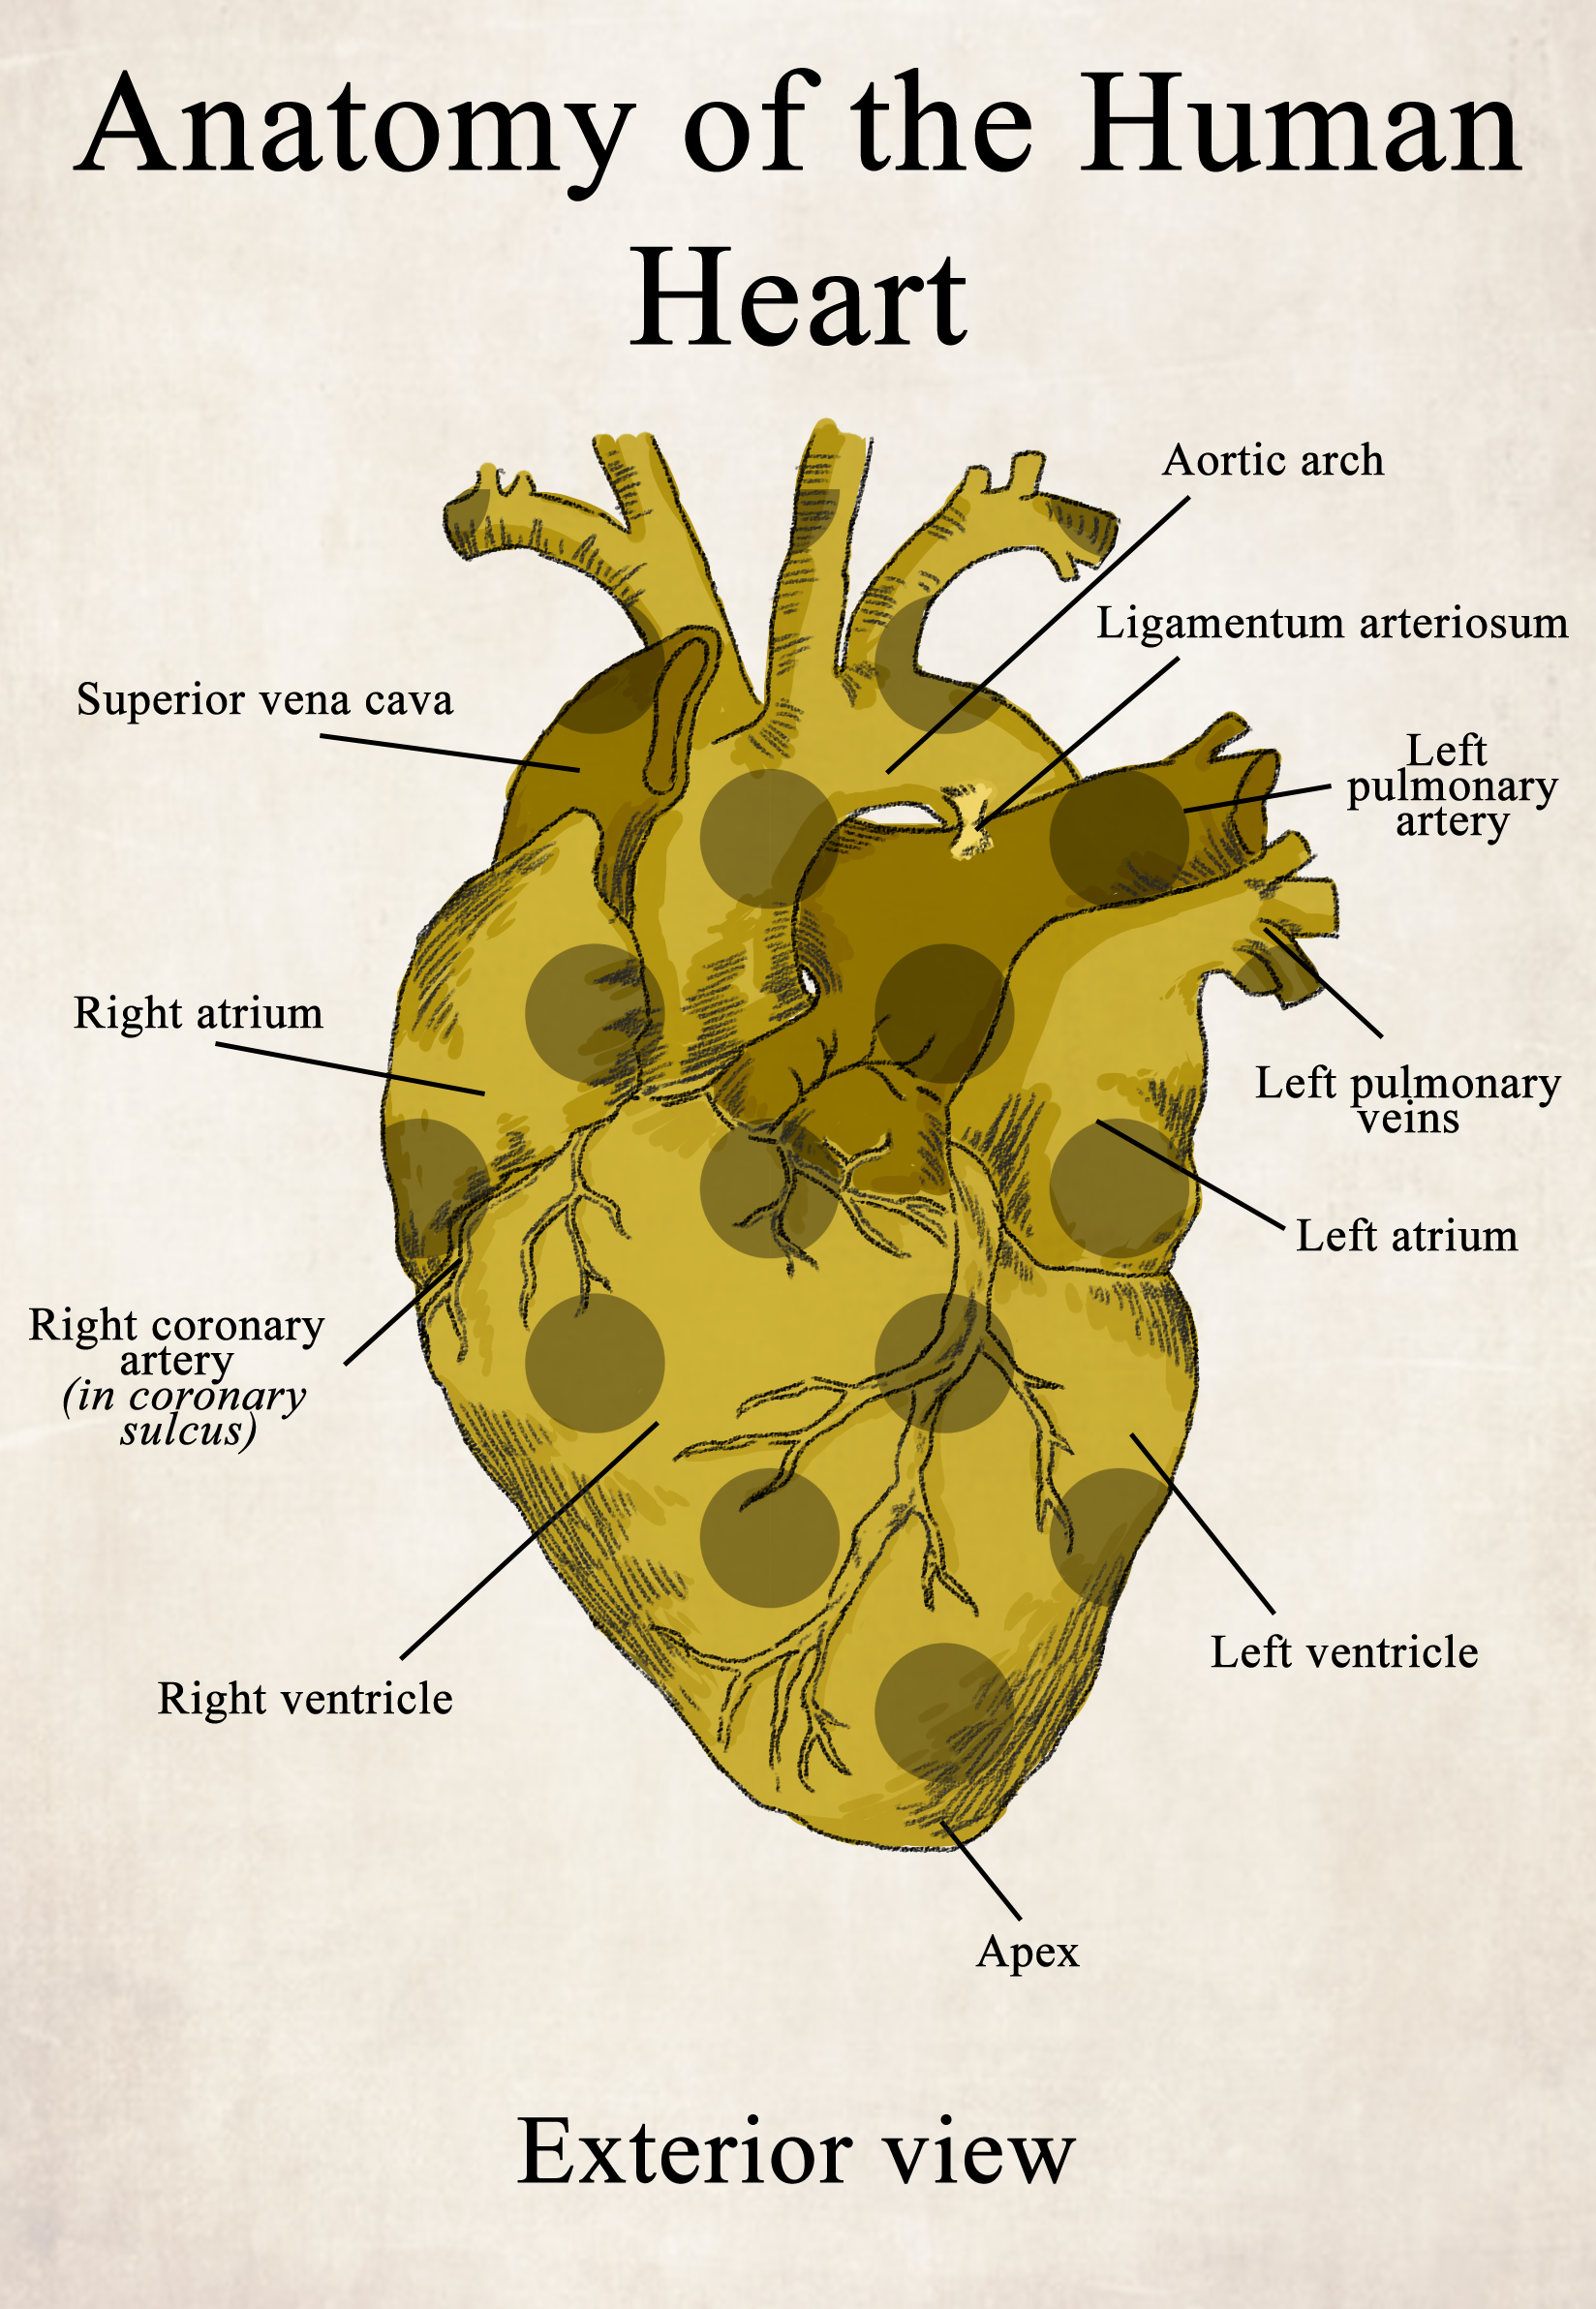 Anatomy of the Human
Heart
Aortic arch
Ligamentum arteriosum
Superior vena cava
Left
pulmonary
artery
Right atrium
Left pulmonary
veins
Left atrium
Right coronary
artery
(in coronary
sulcus)
Left ventricle
Right ventricle
Apex
Exterior view